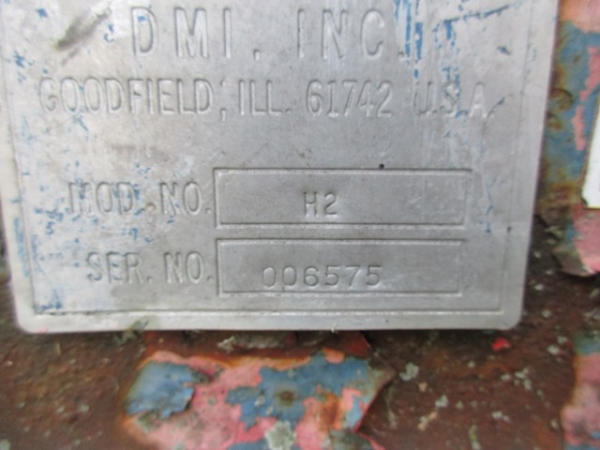 DMI, INC.
GOODFIELD, ILL. 61742 U.S.A.
MOD. NO. H2
SER. NO. 006575